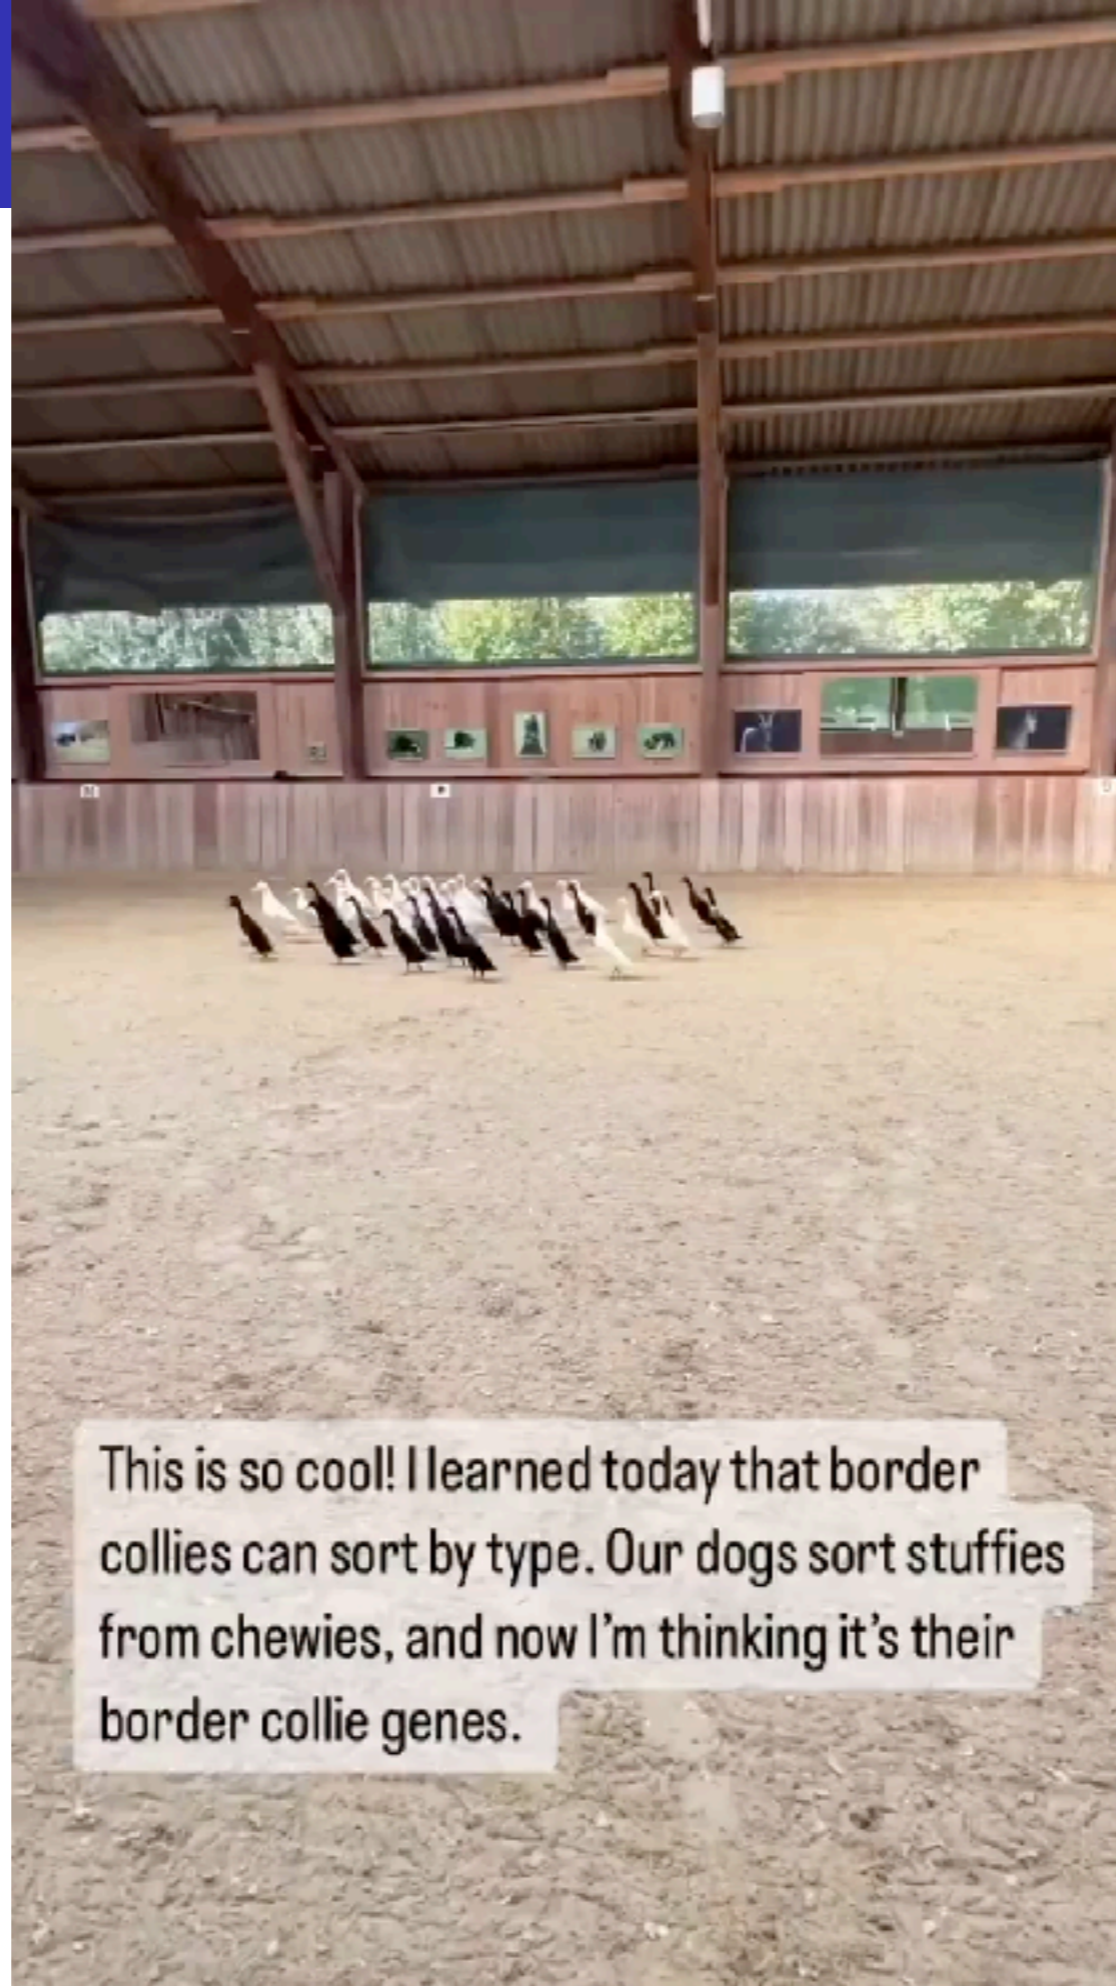 This is so cool! I learned today that border
collies can sort by type. Our dogs sort stuffies
from chewies, and now I'm thinking it's their
border collie genes.